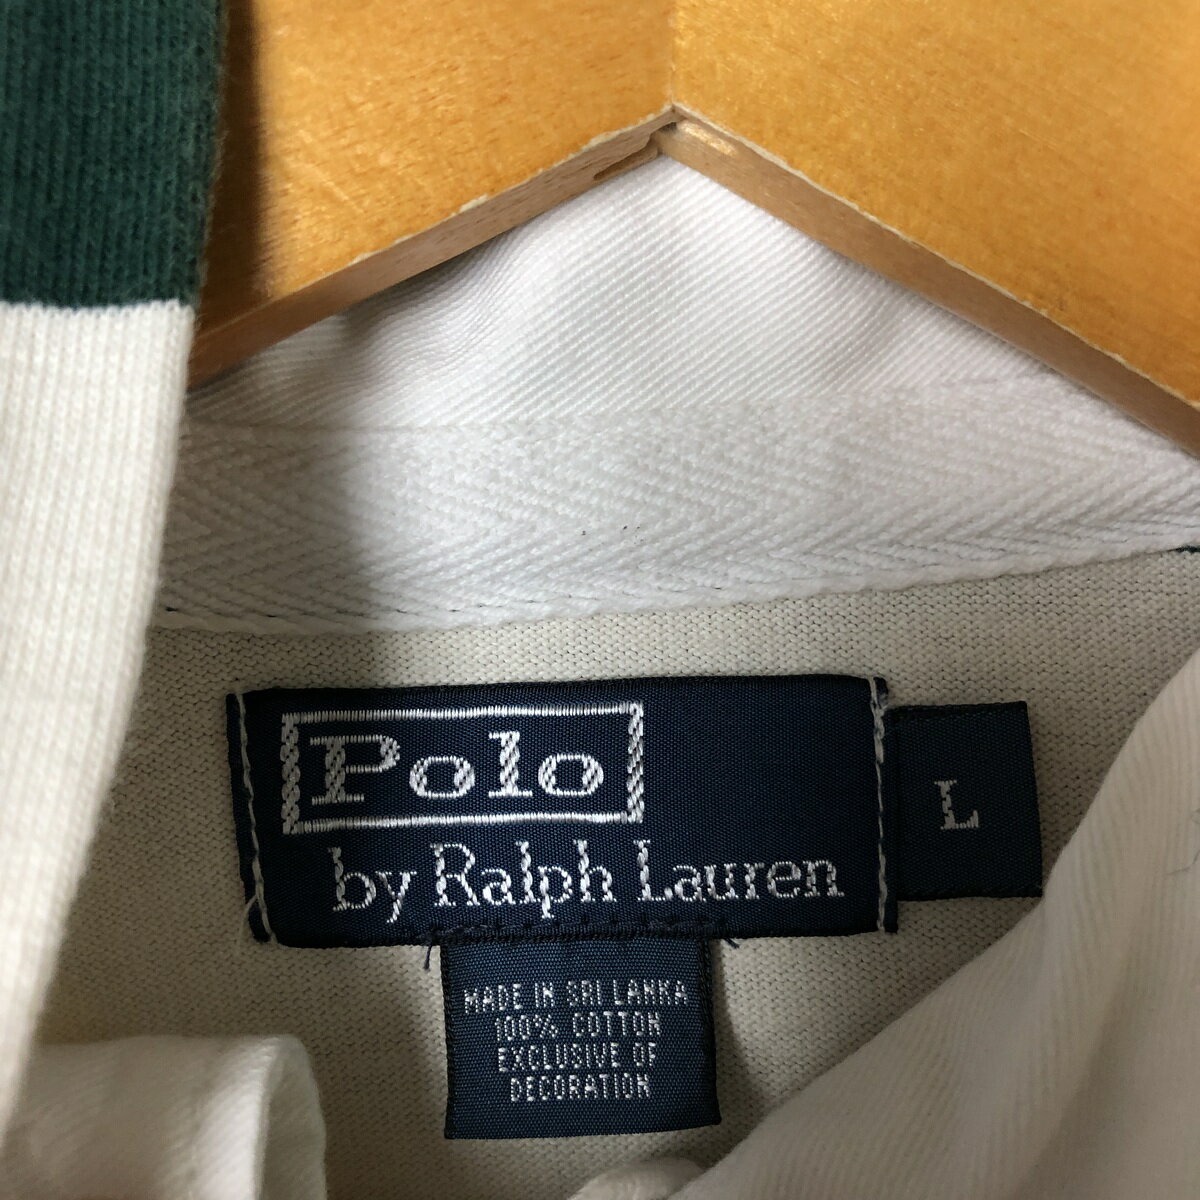 Polo
by Ralph Lauren
L
MADE IN SRI LANKA
100% COTTON
EXCLUSIVE OF
DECORATION